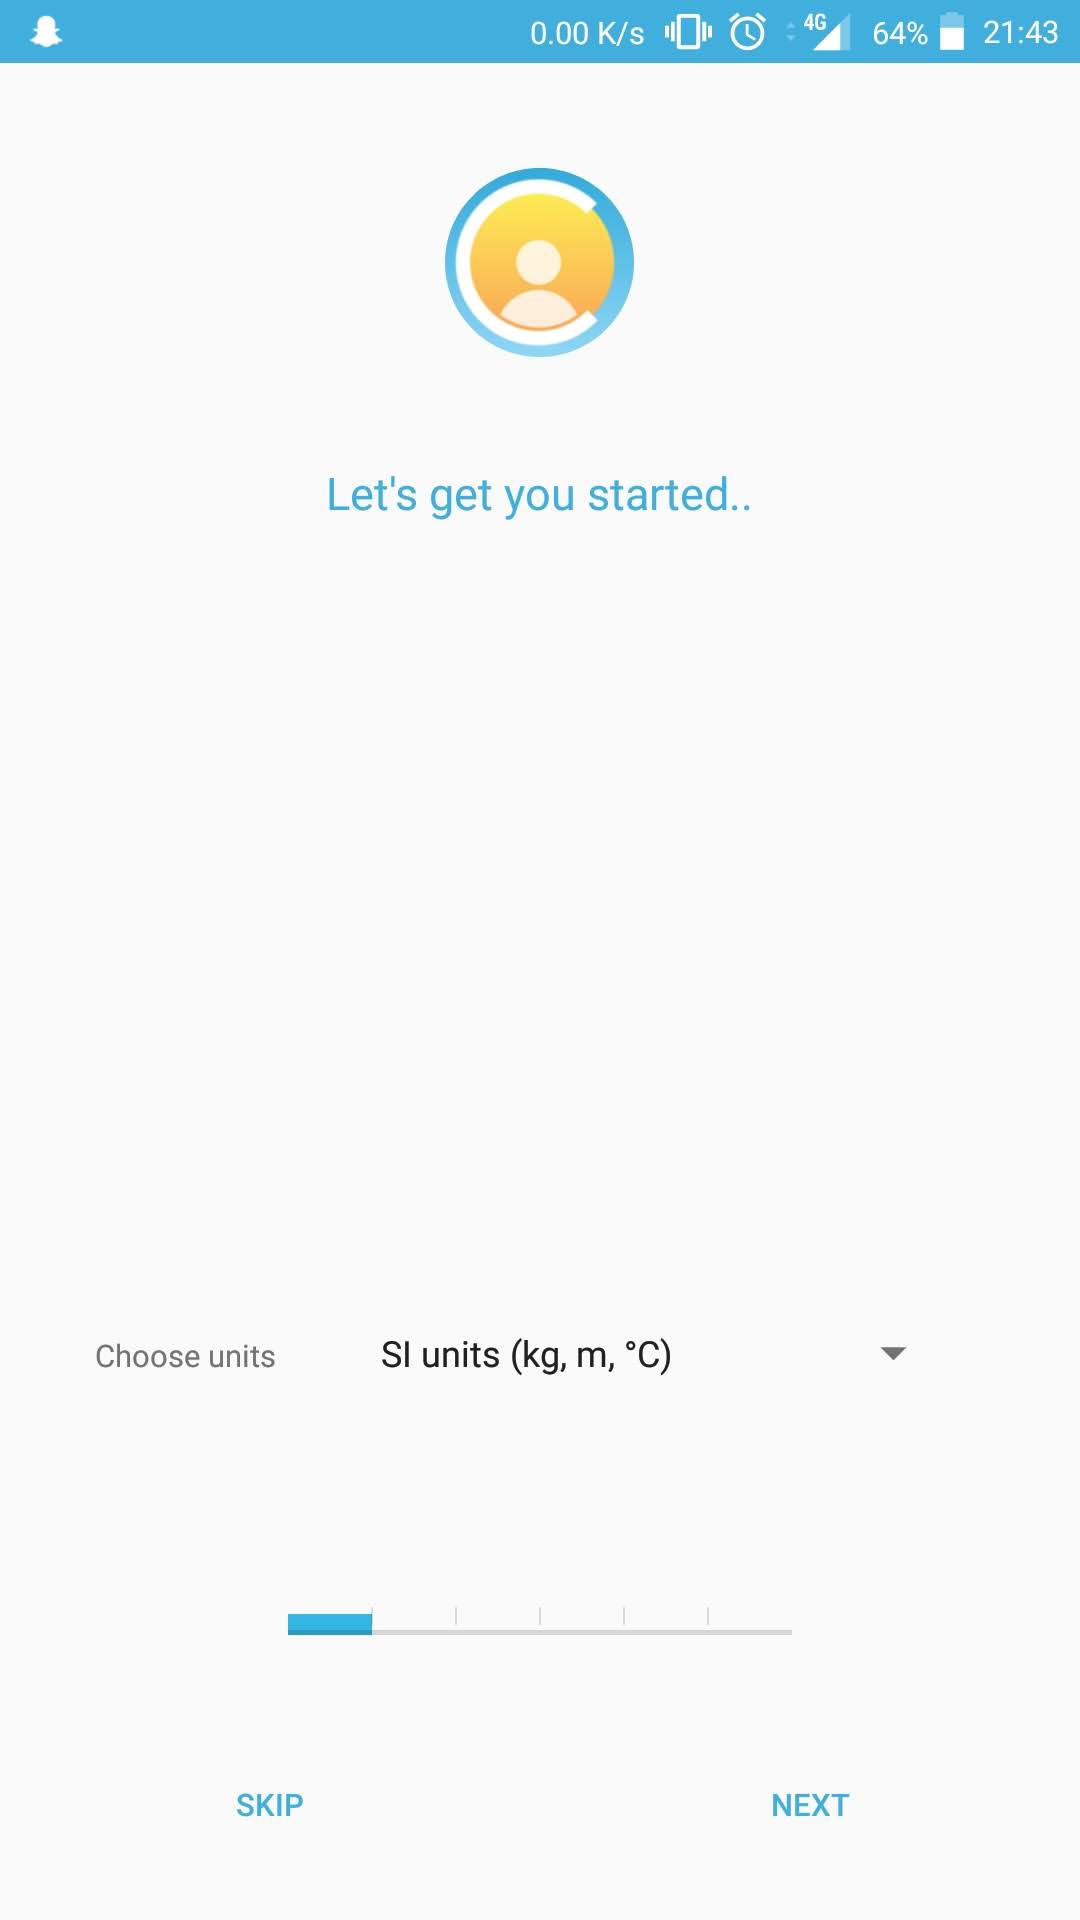 0.00 K/s 4G 64% 21:43
Let's get you started..
Choose units SI units (kg, m, °C)
SKIP NEXT